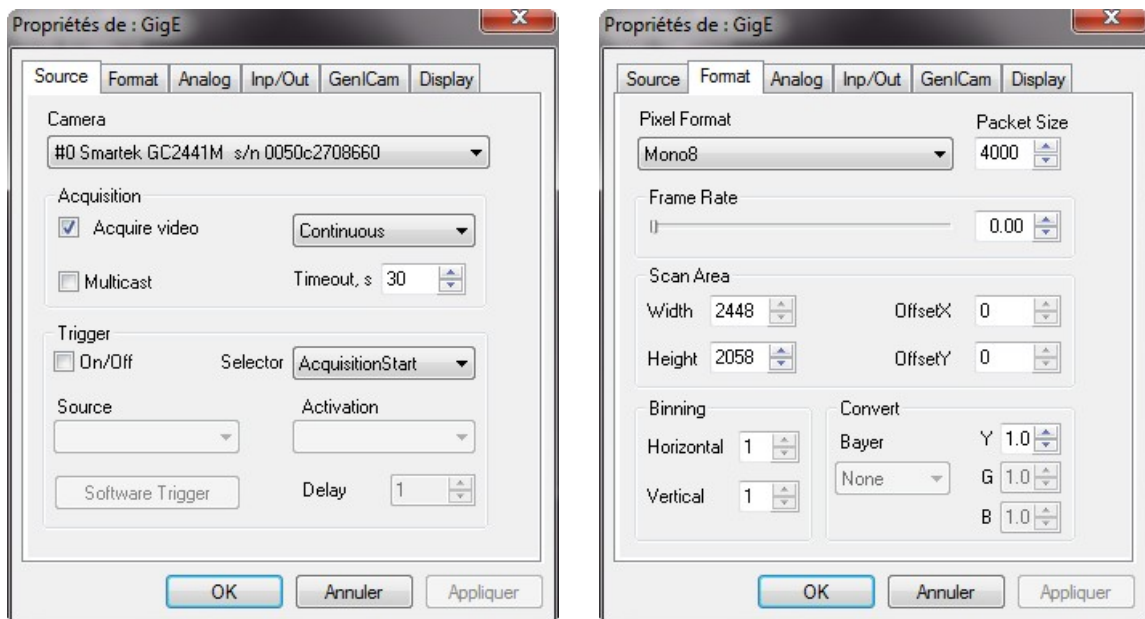 Propriétés de : GigE
Source Format Analog Inp/Out GenICam Display
Camera
#0 Smartek GC2441M s/n 0050c2708660
Acquisition
Acquire video Continuous
Multicast Timeout, s 30
Trigger
On/Off Selector AcquisitionStart
Source Activation
Software Trigger Delay 1
OK Annuler Appliquer
Propriétés de : GigE
Source Format Analog Inp/Out GenICam Display
Pixel Format Packet Size
Mono8 4000
Frame Rate
0.00
Scan Area
Width 2448 OffsetX 0
Height 2058 OffsetY 0
Binning Convert
Horizontal 1 Bayer Y 1.0
None G 1.0
Vertical 1 B 1.0
OK Annuler Appliquer